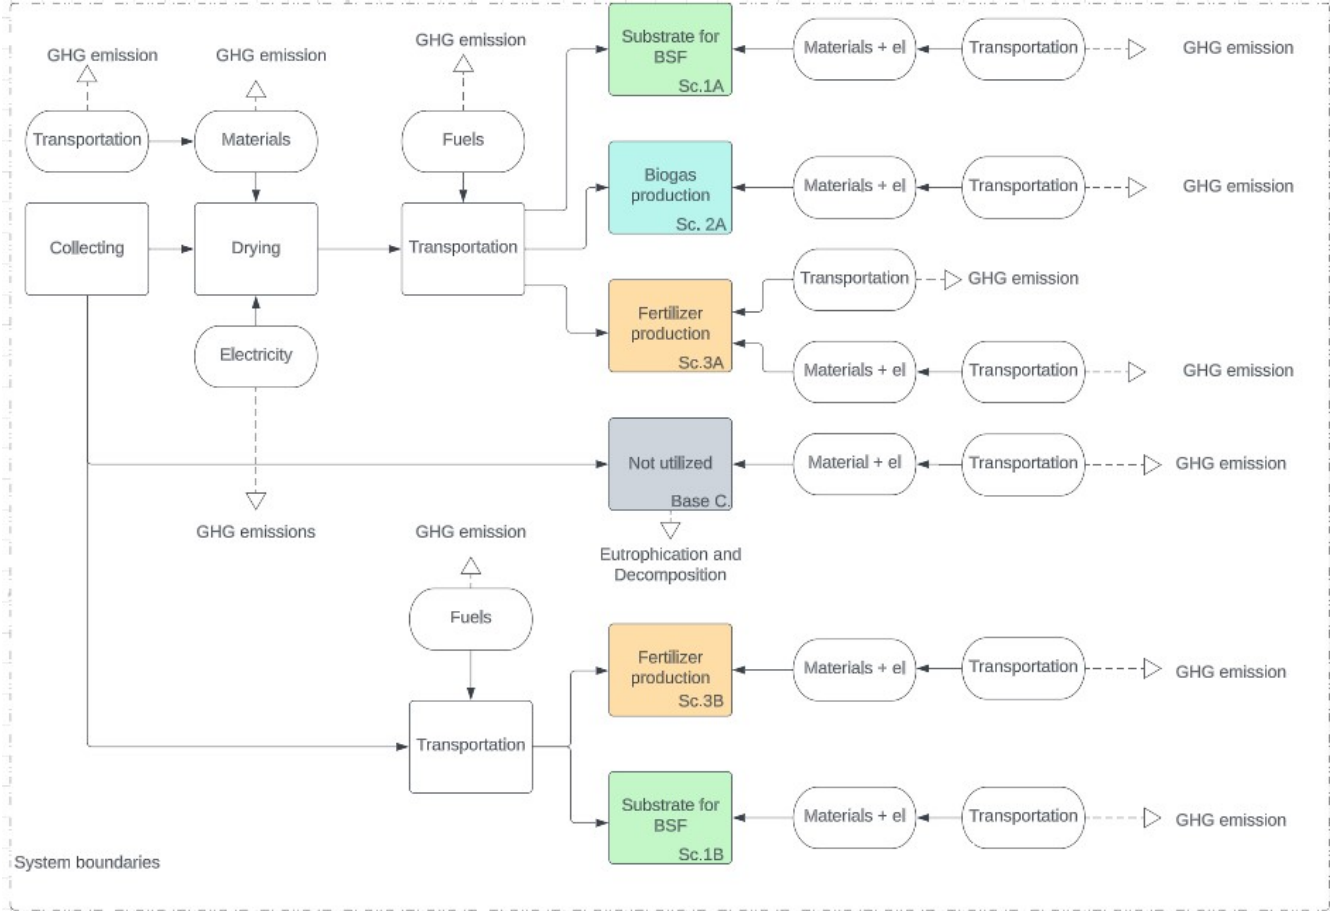 GHG emission
GHG emission
GHG emission
Substrate for
BSF
Sc.1A
Materials + el
Transportation
GHG emission
Transportation
Materials
Fuels
Biogas
production
Sc. 2A
Materials + el
Transportation
GHG emission
Collecting
Drying
Transportation
Transportation
GHG emission
Fertilizer
production
Sc.3A
Electricity
Materials + el
Transportation
GHG emission
Not utilized
Base C.
Material + el
Transportation
GHG emission
GHG emissions
GHG emission
Eutrophication and
Decomposition
Fuels
Fertilizer
production
Sc.3B
Materials + el
Transportation
GHG emission
Transportation
Substrate for
BSF
Sc.1B
Materials + el
Transportation
GHG emission
System boundaries